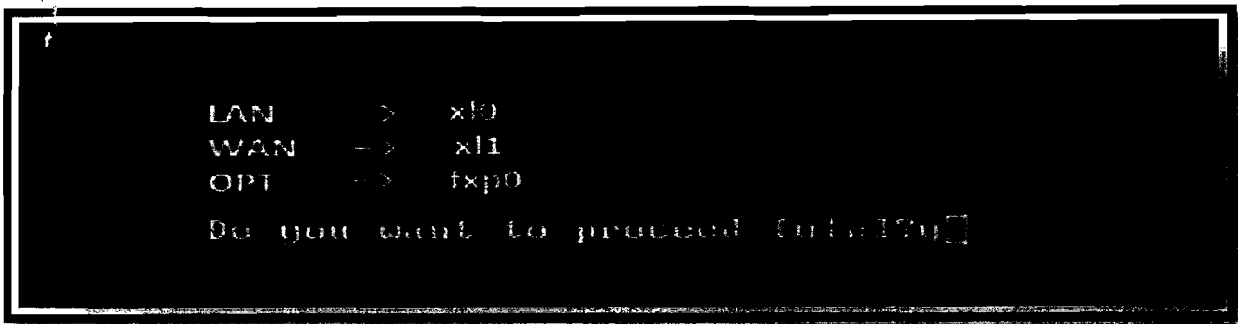 LAN -> xl0
WAN -> xl1
OPT -> fxp0
Do you want to proceed [y|n]?y